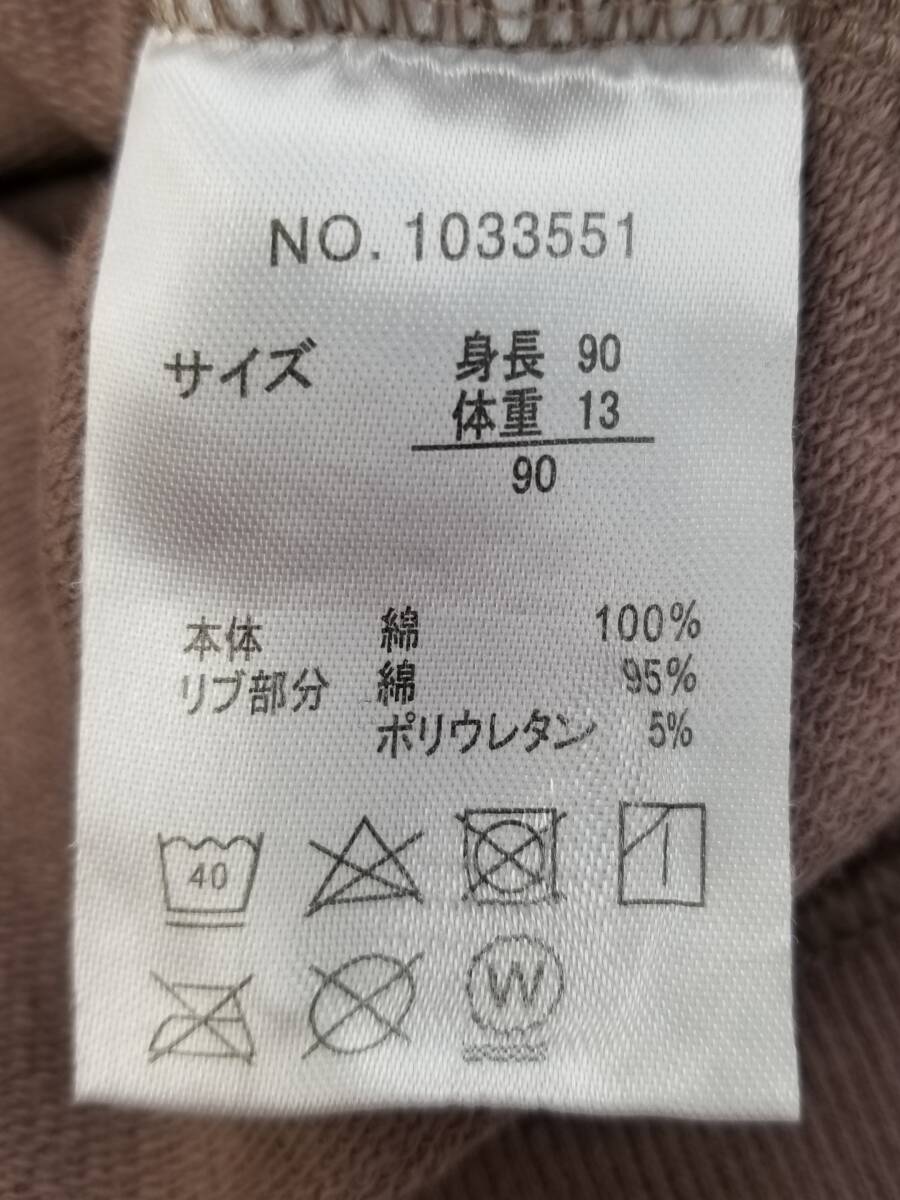 NO. 1033551
サイズ 身長 90
体重 13
90
本体 綿 100%
リブ部分 綿 95%
ポリウレタン 5%
40
W